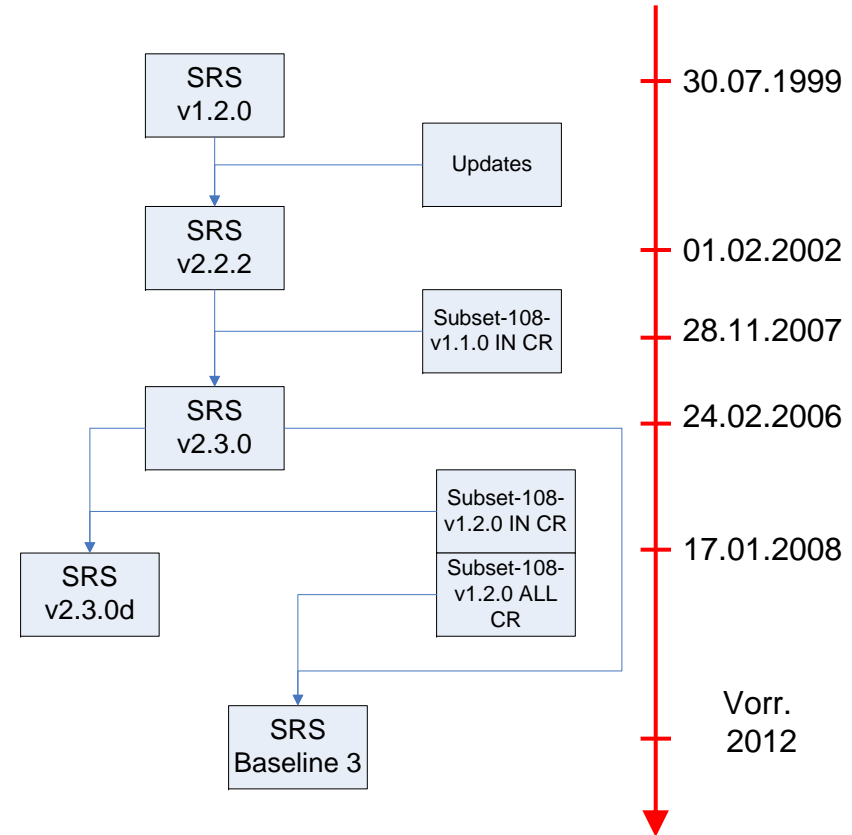 SRS
v1.2.0
30.07.1999
Updates
SRS
v2.2.2
01.02.2002
Subset-108-
v1.1.0 IN CR
28.11.2007
SRS
v2.3.0
24.02.2006
Subset-108-
v1.2.0 IN CR
17.01.2008
SRS
v2.3.0d
Subset-108-
v1.2.0 ALL
CR
SRS
Baseline 3
Vorr.
2012